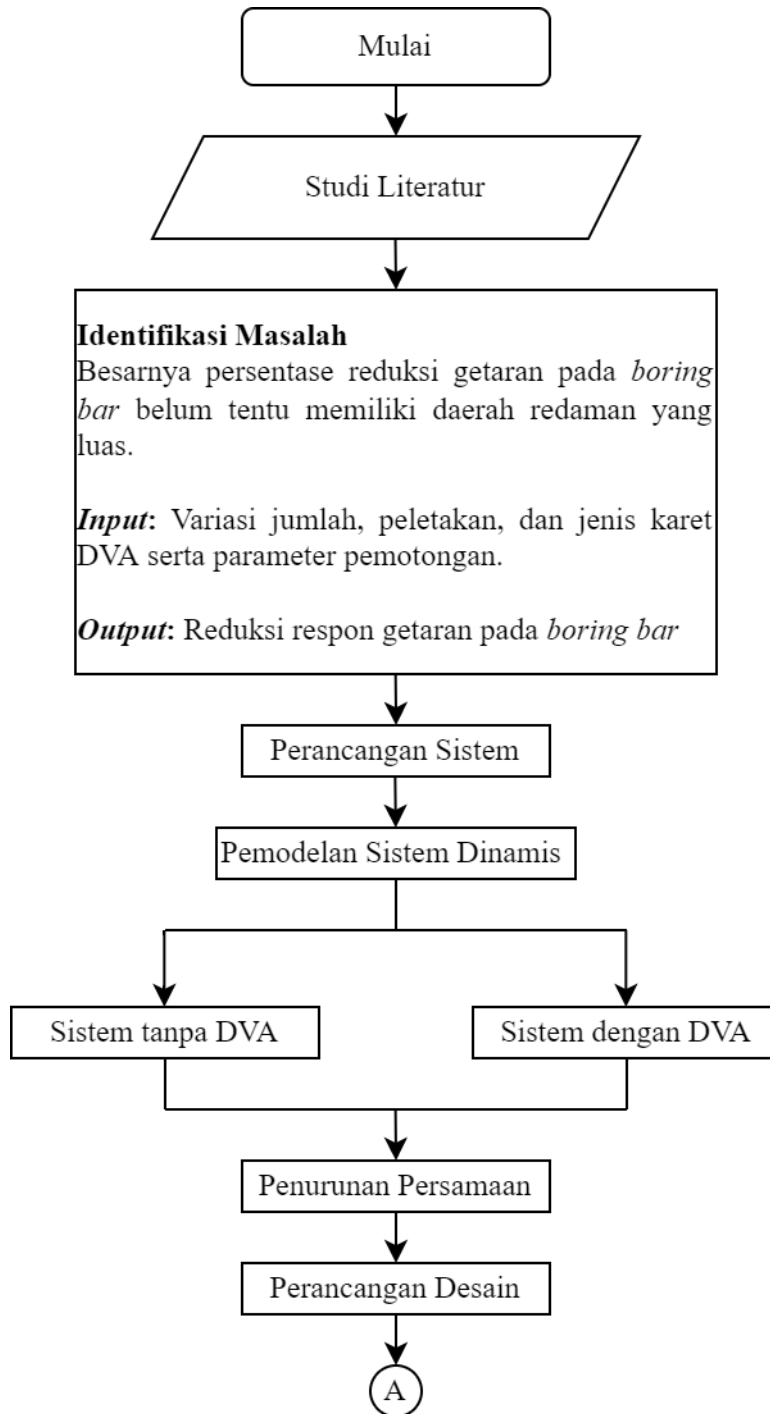 Mulai
Studi Literatur
Identifikasi Masalah
Besarnya persentase reduksi getaran pada boring
bar belum tentu memiliki daerah redaman yang
luas.
Input: Variasi jumlah, peletakan, dan jenis karet
DVA serta parameter pemotongan.
Output: Reduksi respon getaran pada boring bar
Perancangan Sistem
Pemodelan Sistem Dinamis
Sistem tanpa DVA
Sistem dengan DVA
Penurunan Persamaan
Perancangan Desain
A